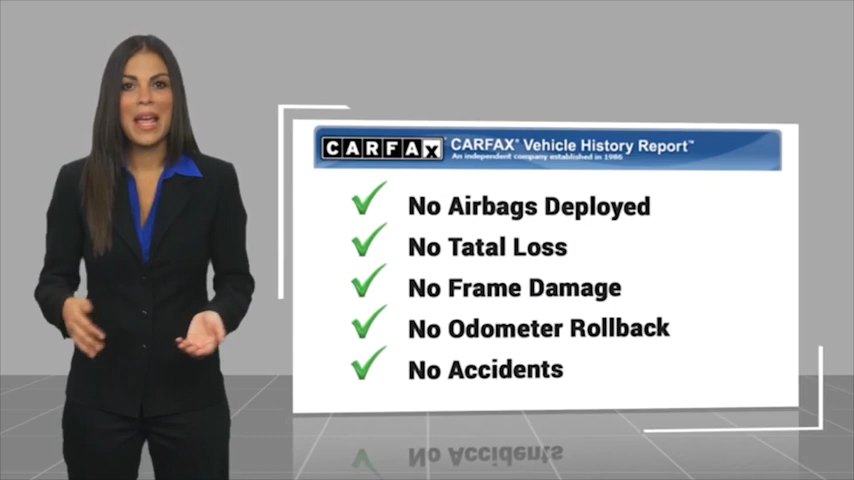 CARFAX CARFAX® Vehicle History Report™
An independent company established in 1986
No Airbags Deployed
No Tatal Loss
No Frame Damage
No Odometer Rollback
No Accidents
No Accidents